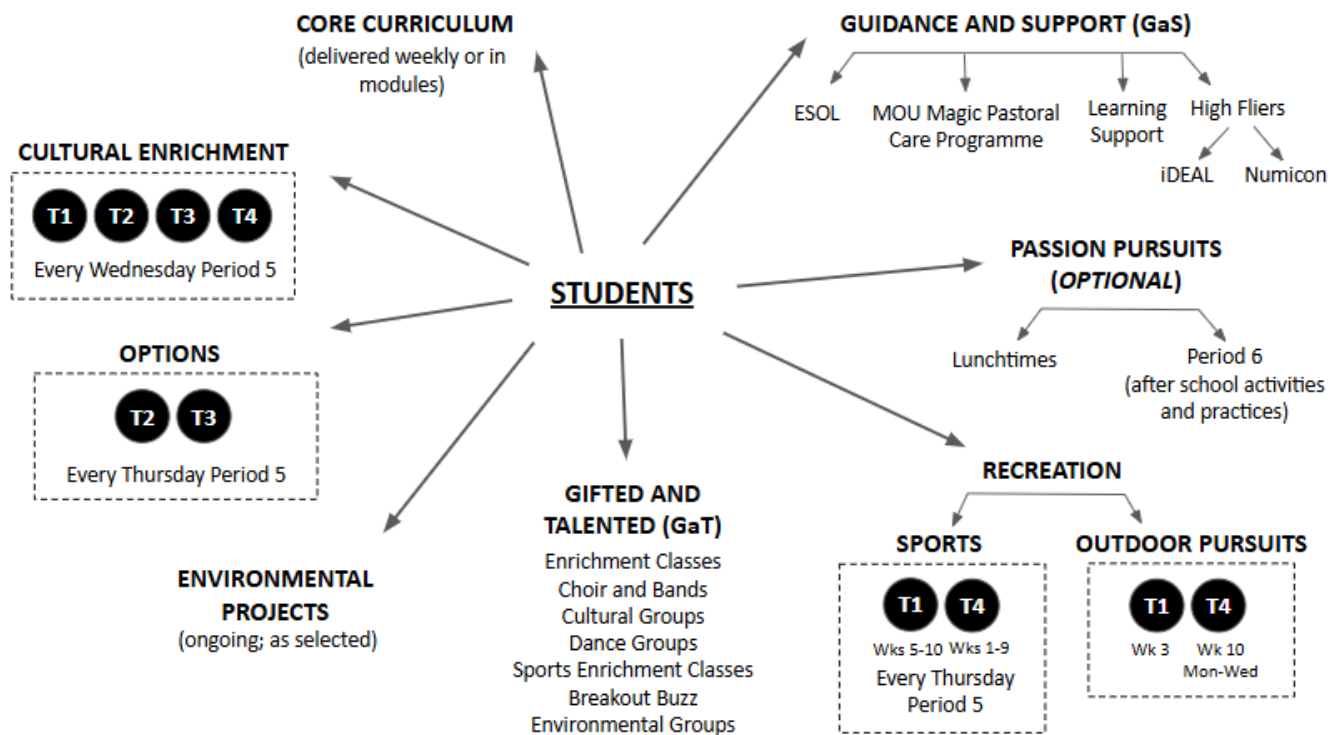 CORE CURRICULUM
(delivered weekly or in
modules)
GUIDANCE AND SUPPORT (GaS)
ESOL
MOU Magic Pastoral
Care Programme
Learning
Support
High Fliers
iDEAL
Numicon
CULTURAL ENRICHMENT
T1 T2 T3 T4
Every Wednesday Period 5
STUDENTS
PASSION PURSUITS
(OPTIONAL)
Lunchtimes
Period 6
(after school activities
and practices)
OPTIONS
T2 T3
Every Thursday Period 5
ENVIRONMENTAL
PROJECTS
(ongoing; as selected)
GIFTED AND
TALENTED (GaT)
Enrichment Classes
Choir and Bands
Cultural Groups
Dance Groups
Sports Enrichment Classes
Breakout Buzz
Environmental Groups
RECREATION
SPORTS
T1 T4
Wks 5-10 Wks 1-9
Every Thursday
Period 5
OUTDOOR PURSUITS
T1 T4
Wk 3 Wk 10
Mon-Wed